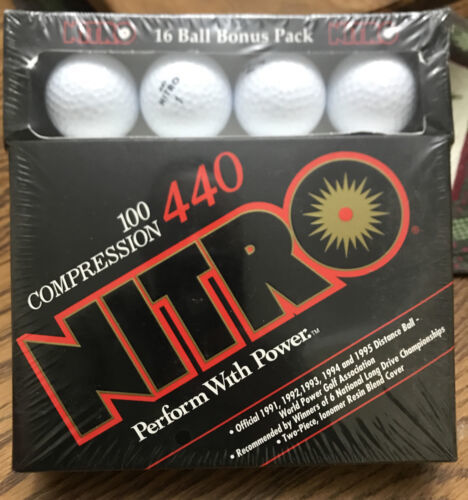 NITRO 16 Ball Bonus Pack NITRO
NITRO
1
100
COMPRESSION 440
NITRO®
Perform With Power.™
• Official 1991, 1992,1993, 1994 and 1995 Distance Ball -
World Power Golf Association
• Recommended by Winners of 6 National Long Drive Championships
• Two-Piece, Ionomer Resin Blend Cover